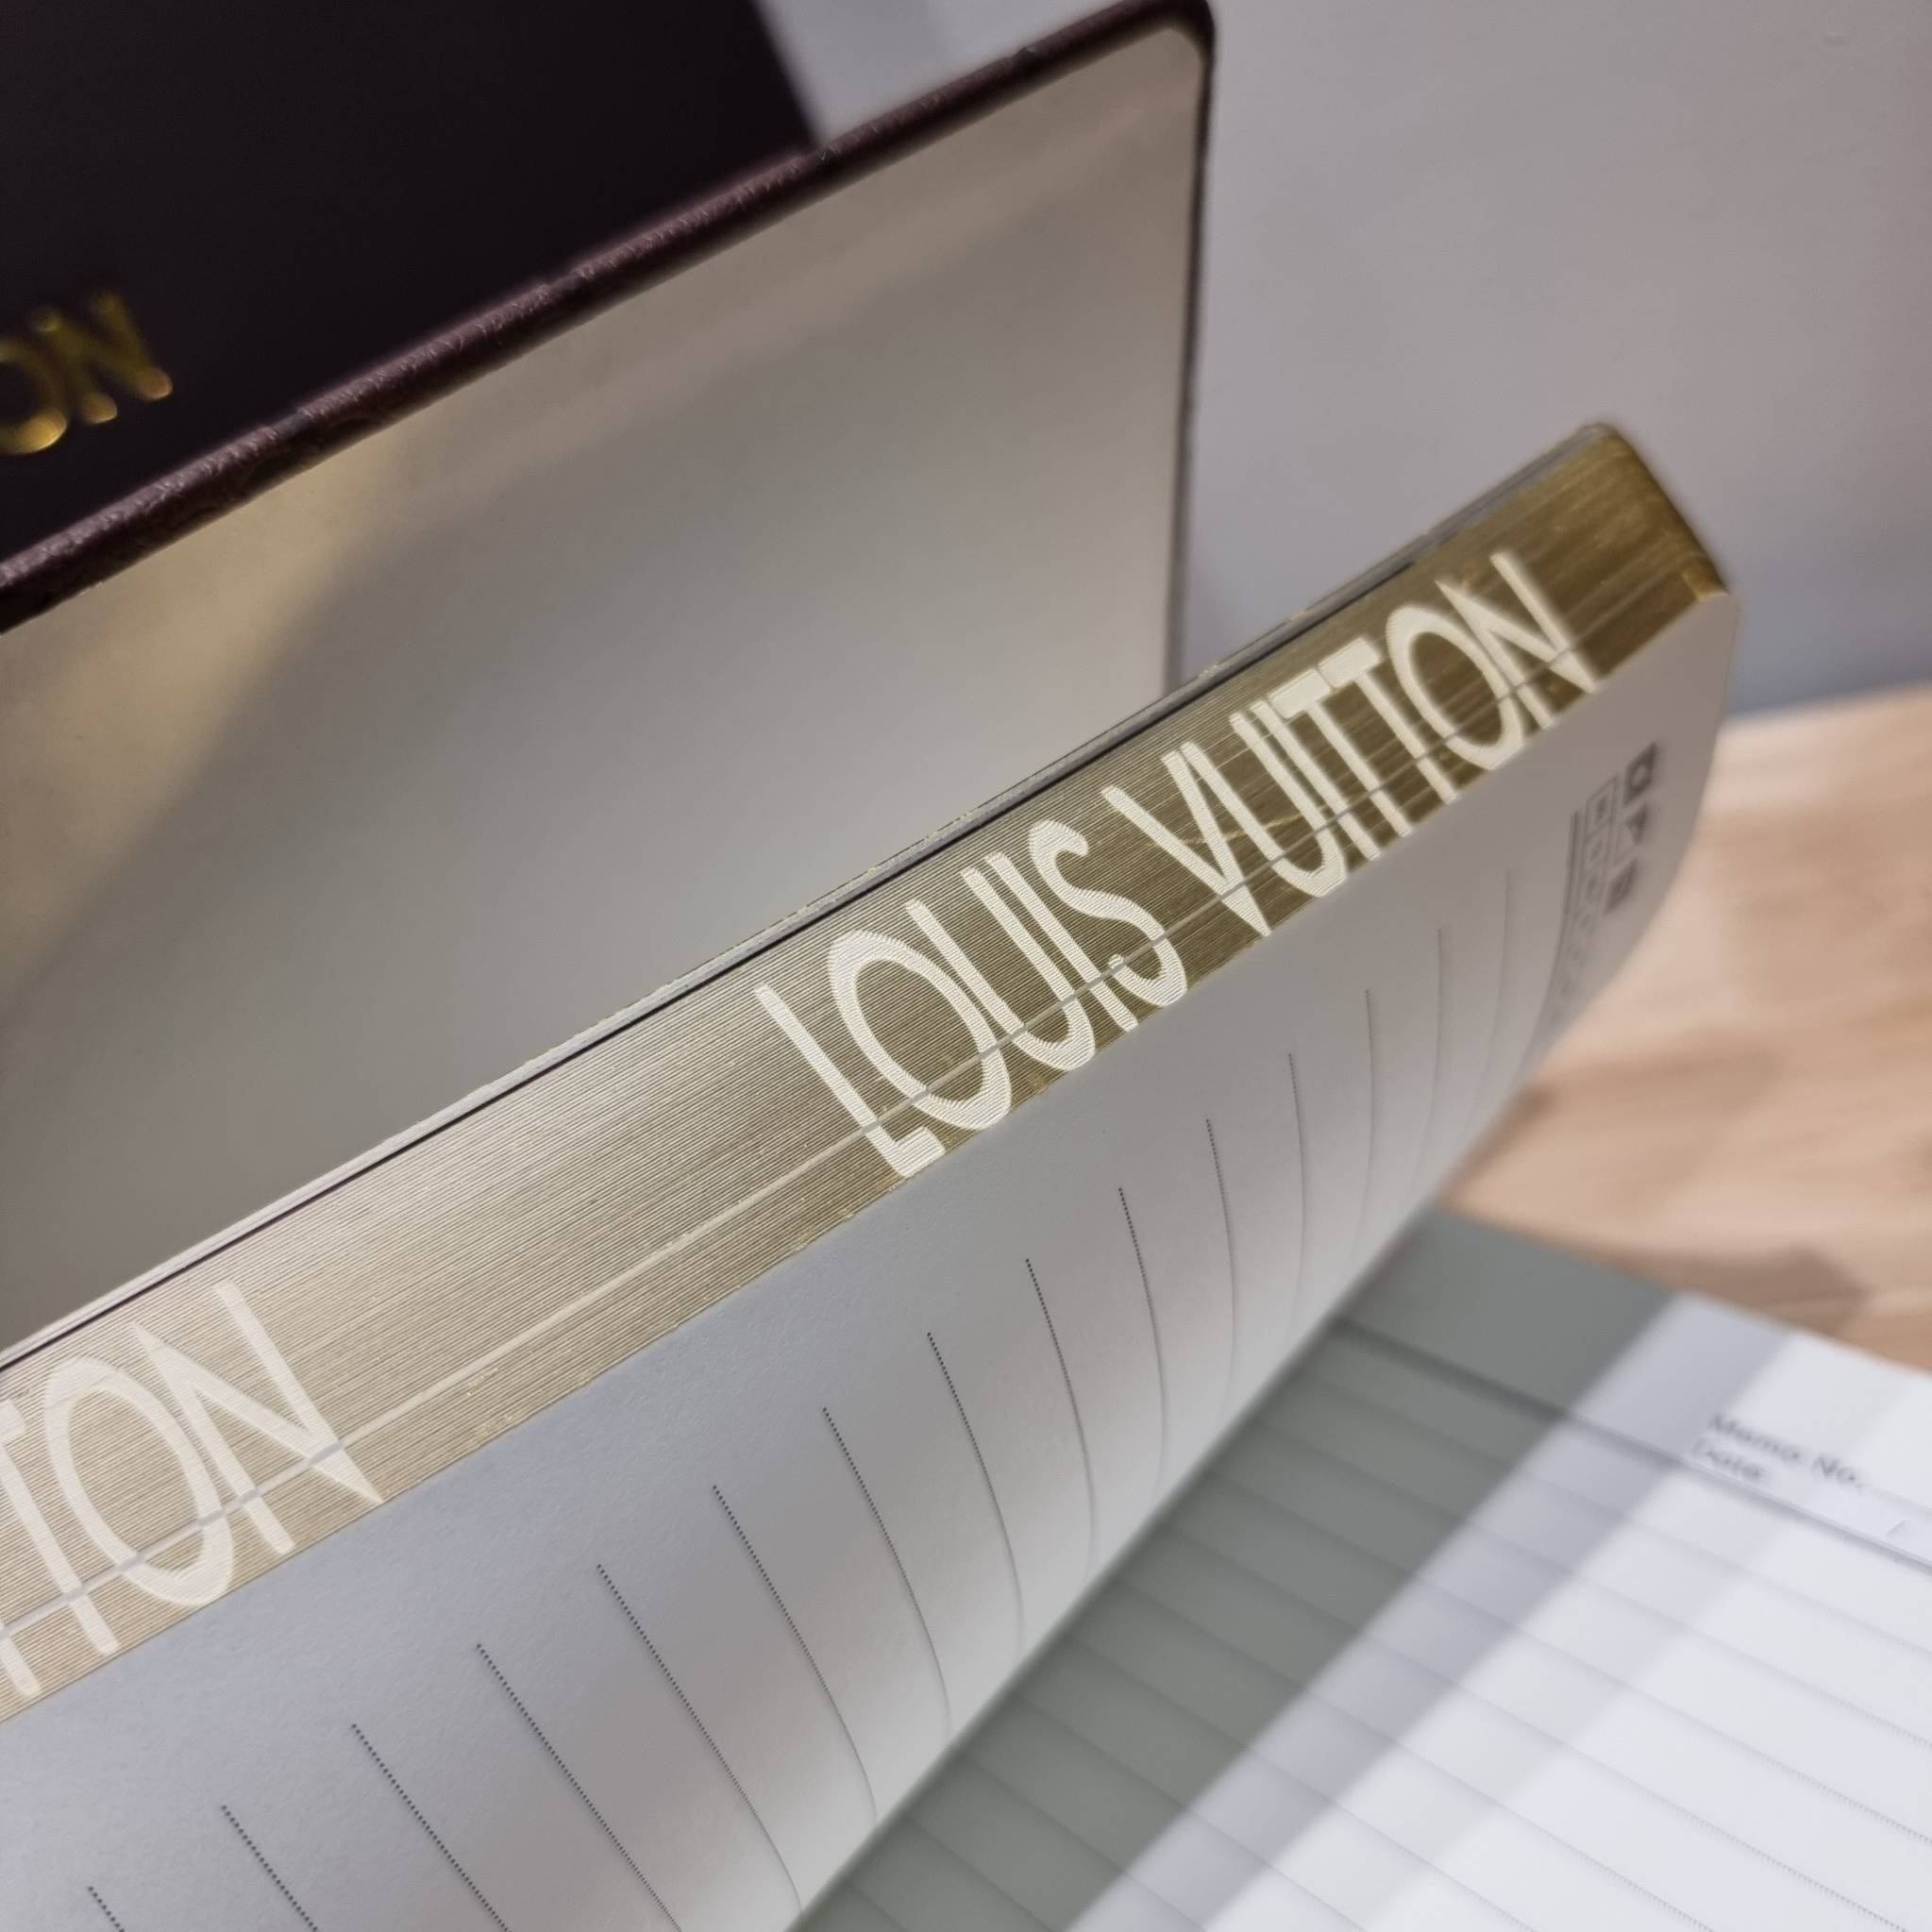 ON
LOUIS VUITTON
TON
Memo No.
Date